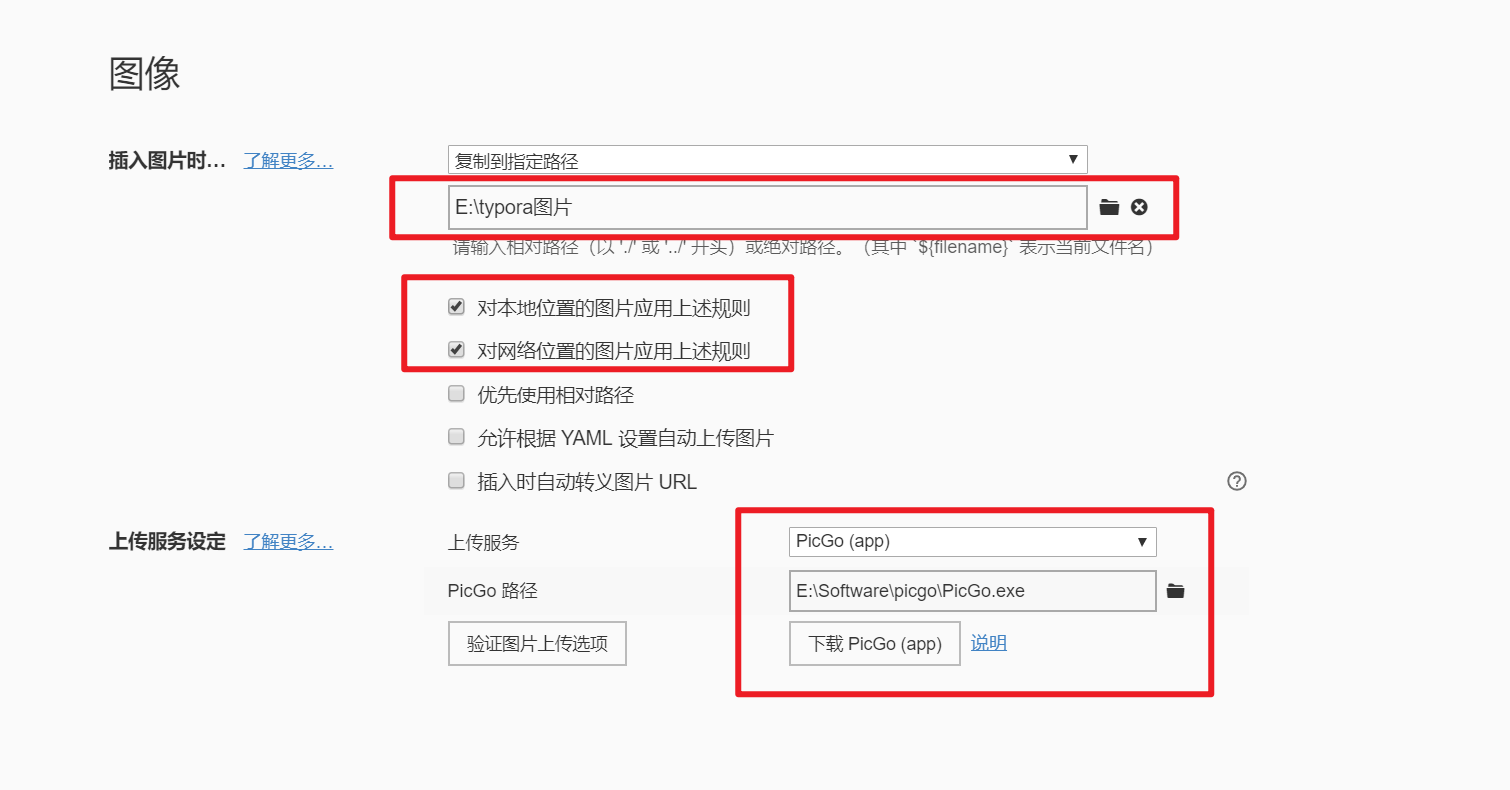 图像
插入图片时... 了解更多... 复制到指定路径
E:\typora图片
请输入相对路径（以 './' 或 '../' 开头）或绝对路径。（其中 `${filename}` 表示当前文件名）
对本地位置的图片应用上述规则
对网络位置的图片应用上述规则
优先使用相对路径
允许根据 YAML 设置自动上传图片
插入时自动转义图片 URL
上传服务设定 了解更多... 上传服务 PicGo (app)
PicGo 路径 E:\Software\picgo\PicGo.exe
验证图片上传选项 下载 PicGo (app) 说明